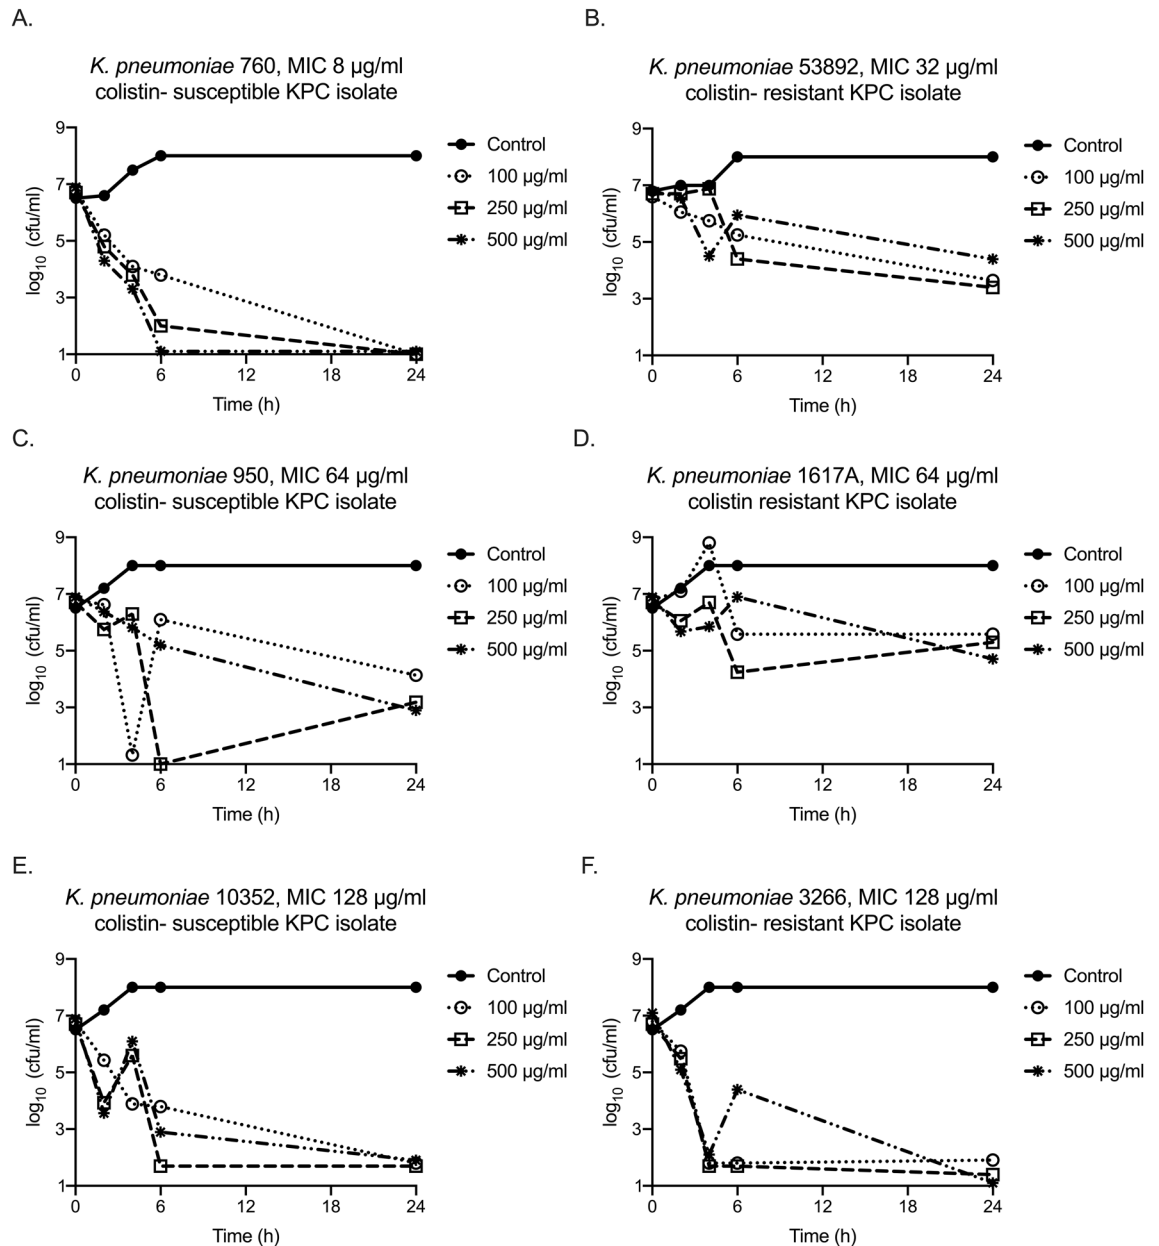 A.
K. pneumoniae 760, MIC 8 µg/ml
colistin- susceptible KPC isolate
9
7
5
3
1
log10 (cfu/ml)
0
6
12
18
24
Time (h)
Control
100 µg/ml
250 µg/ml
500 µg/ml
B.
K. pneumoniae 53892, MIC 32 µg/ml
colistin- resistant KPC isolate
9
7
5
3
1
log10 (cfu/ml)
0
6
12
18
24
Time (h)
Control
100 µg/ml
250 µg/ml
500 µg/ml
C.
K. pneumoniae 950, MIC 64 µg/ml
colistin- susceptible KPC isolate
9
7
5
3
1
log10 (cfu/ml)
0
6
12
18
24
Time (h)
Control
100 µg/ml
250 µg/ml
500 µg/ml
D.
K. pneumoniae 1617A, MIC 64 µg/ml
colistin resistant KPC isolate
9
7
5
3
1
log10 (cfu/ml)
0
6
12
18
24
Time (h)
Control
100 µg/ml
250 µg/ml
500 µg/ml
E.
K. pneumoniae 10352, MIC 128 µg/ml
colistin- susceptible KPC isolate
9
7
5
3
1
log10 (cfu/ml)
0
6
12
18
24
Time (h)
Control
100 µg/ml
250 µg/ml
500 µg/ml
F.
K. pneumoniae 3266, MIC 128 µg/ml
colistin- resistant KPC isolate
9
7
5
3
1
log10 (cfu/ml)
0
6
12
18
24
Time (h)
Control
100 µg/ml
250 µg/ml
500 µg/ml